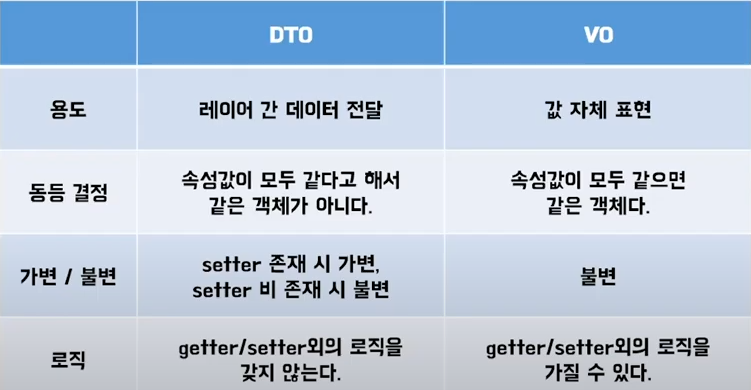 DTO
VO
용도
레이어 간 데이터 전달
값 자체 표현
동등 결정
속성값이 모두 같다고 해서
같은 객체가 아니다.
속성값이 모두 같으면
같은 객체다.
가변 / 불변
setter 존재 시 가변,
setter 비 존재 시 불변
불변
로직
getter/setter외의 로직을
갖지 않는다.
getter/setter외의 로직을
가질 수 있다.